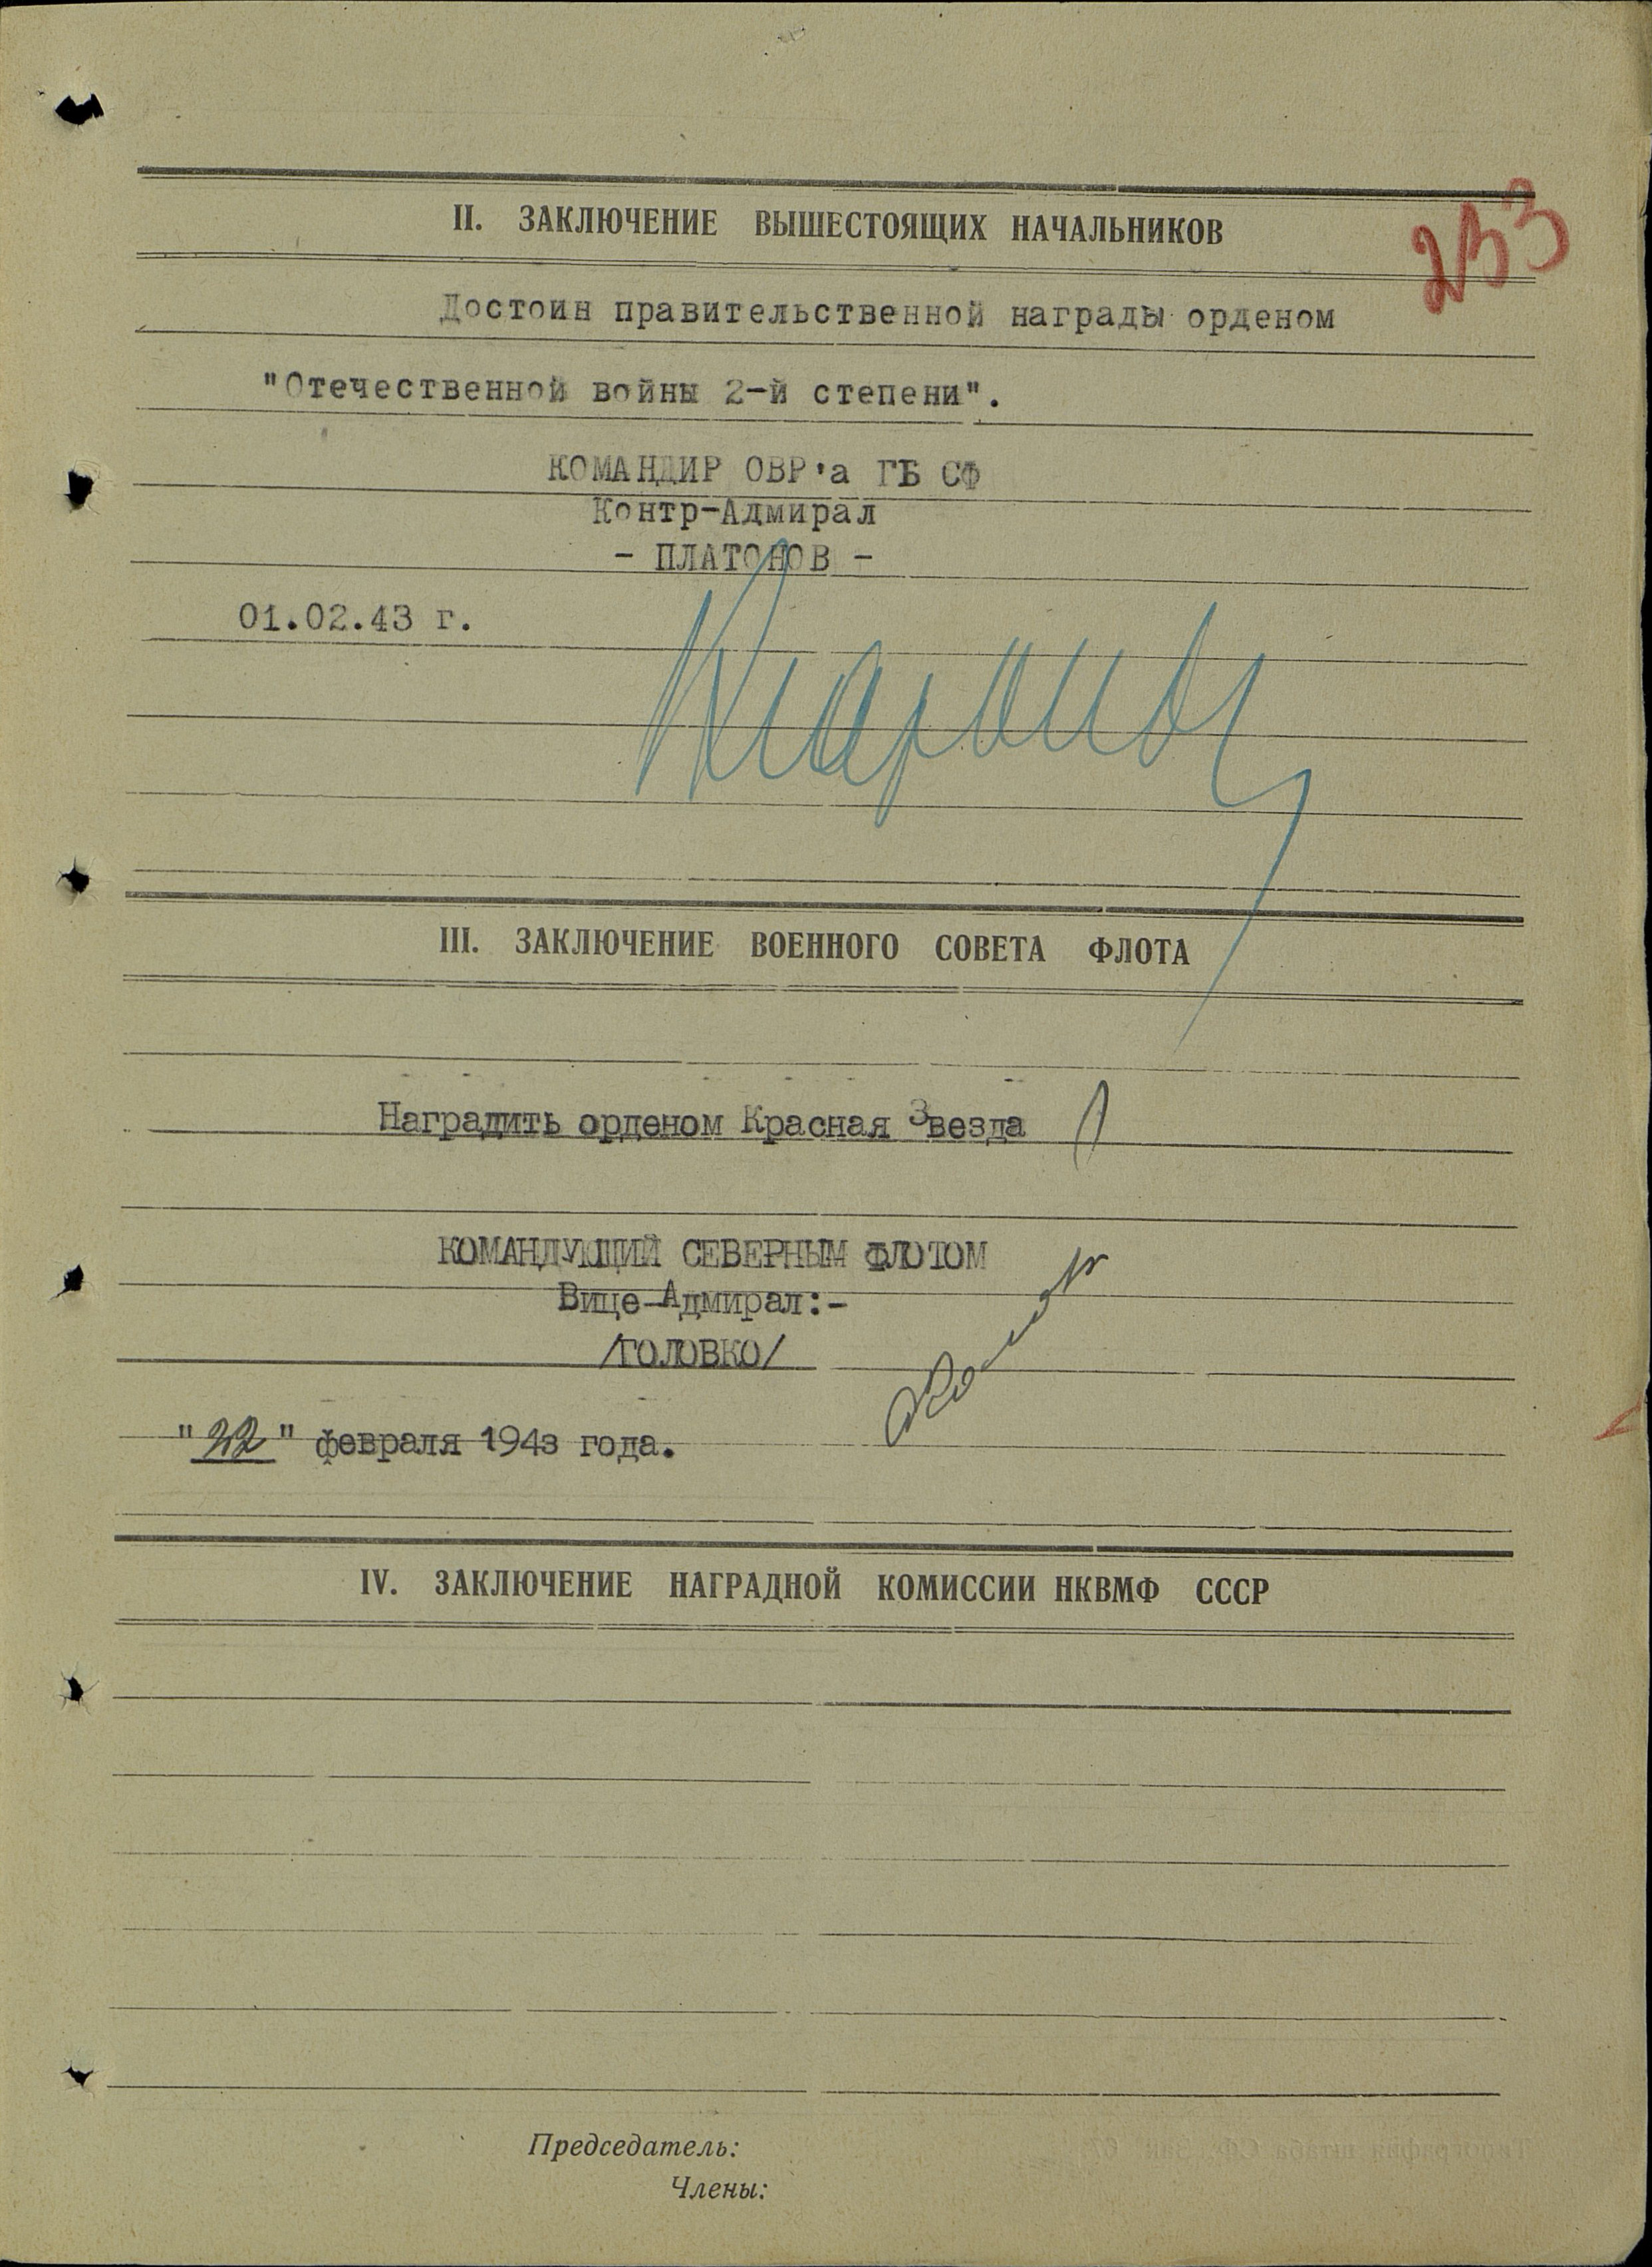 253
II. ЗАКЛЮЧЕНИЕ ВЫШЕСТОЯЩИХ НАЧАЛЬНИКОВ
Достоин правительственной награды орденом
"Отечественной войны 2-й степени".
КОМАНДИР ОВР'а ГБ СФ
Контр-Адмирал
- ПЛАТОНОВ -
01.02.43 г.
III. ЗАКЛЮЧЕНИЕ ВОЕННОГО СОВЕТА ФЛОТА
Наградить орденом Красная Звезда
КОМАНДУЮЩИЙ СЕВЕРНЫМ ФЛОТОМ
Вице-Адмирал:-
/ГОЛОВКО/
"22" февраля 1943 года.
IV. ЗАКЛЮЧЕНИЕ НАГРАДНОЙ КОМИССИИ НКВМФ СССР
Председатель:
Члены: